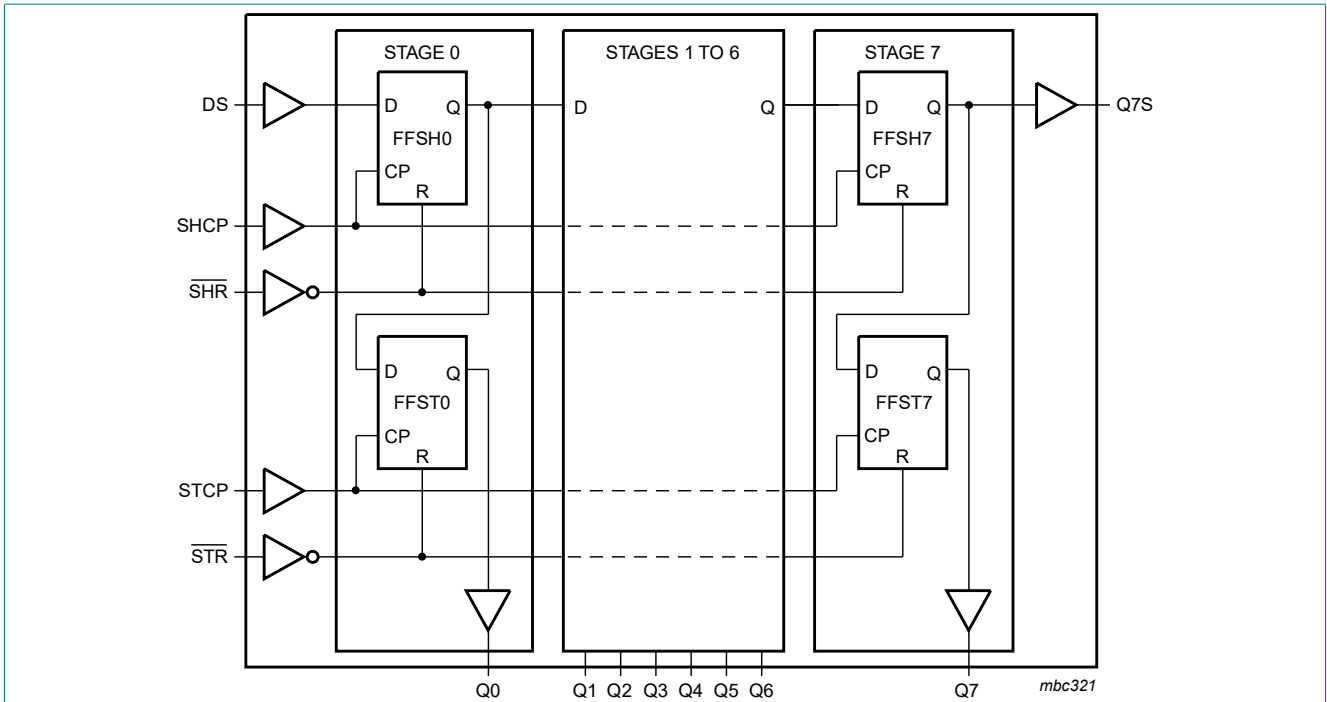 STAGE 0
STAGES 1 TO 6
STAGE 7
DS
D
Q
D
Q
D
Q
Q7S
FFSH0
FFSH7
CP
CP
R
R
SHCP
SHR
D
Q
D
Q
FFST0
FFST7
CP
CP
R
R
STCP
STR
Q0
Q1
Q2
Q3
Q4
Q5
Q6
Q7
mbc321